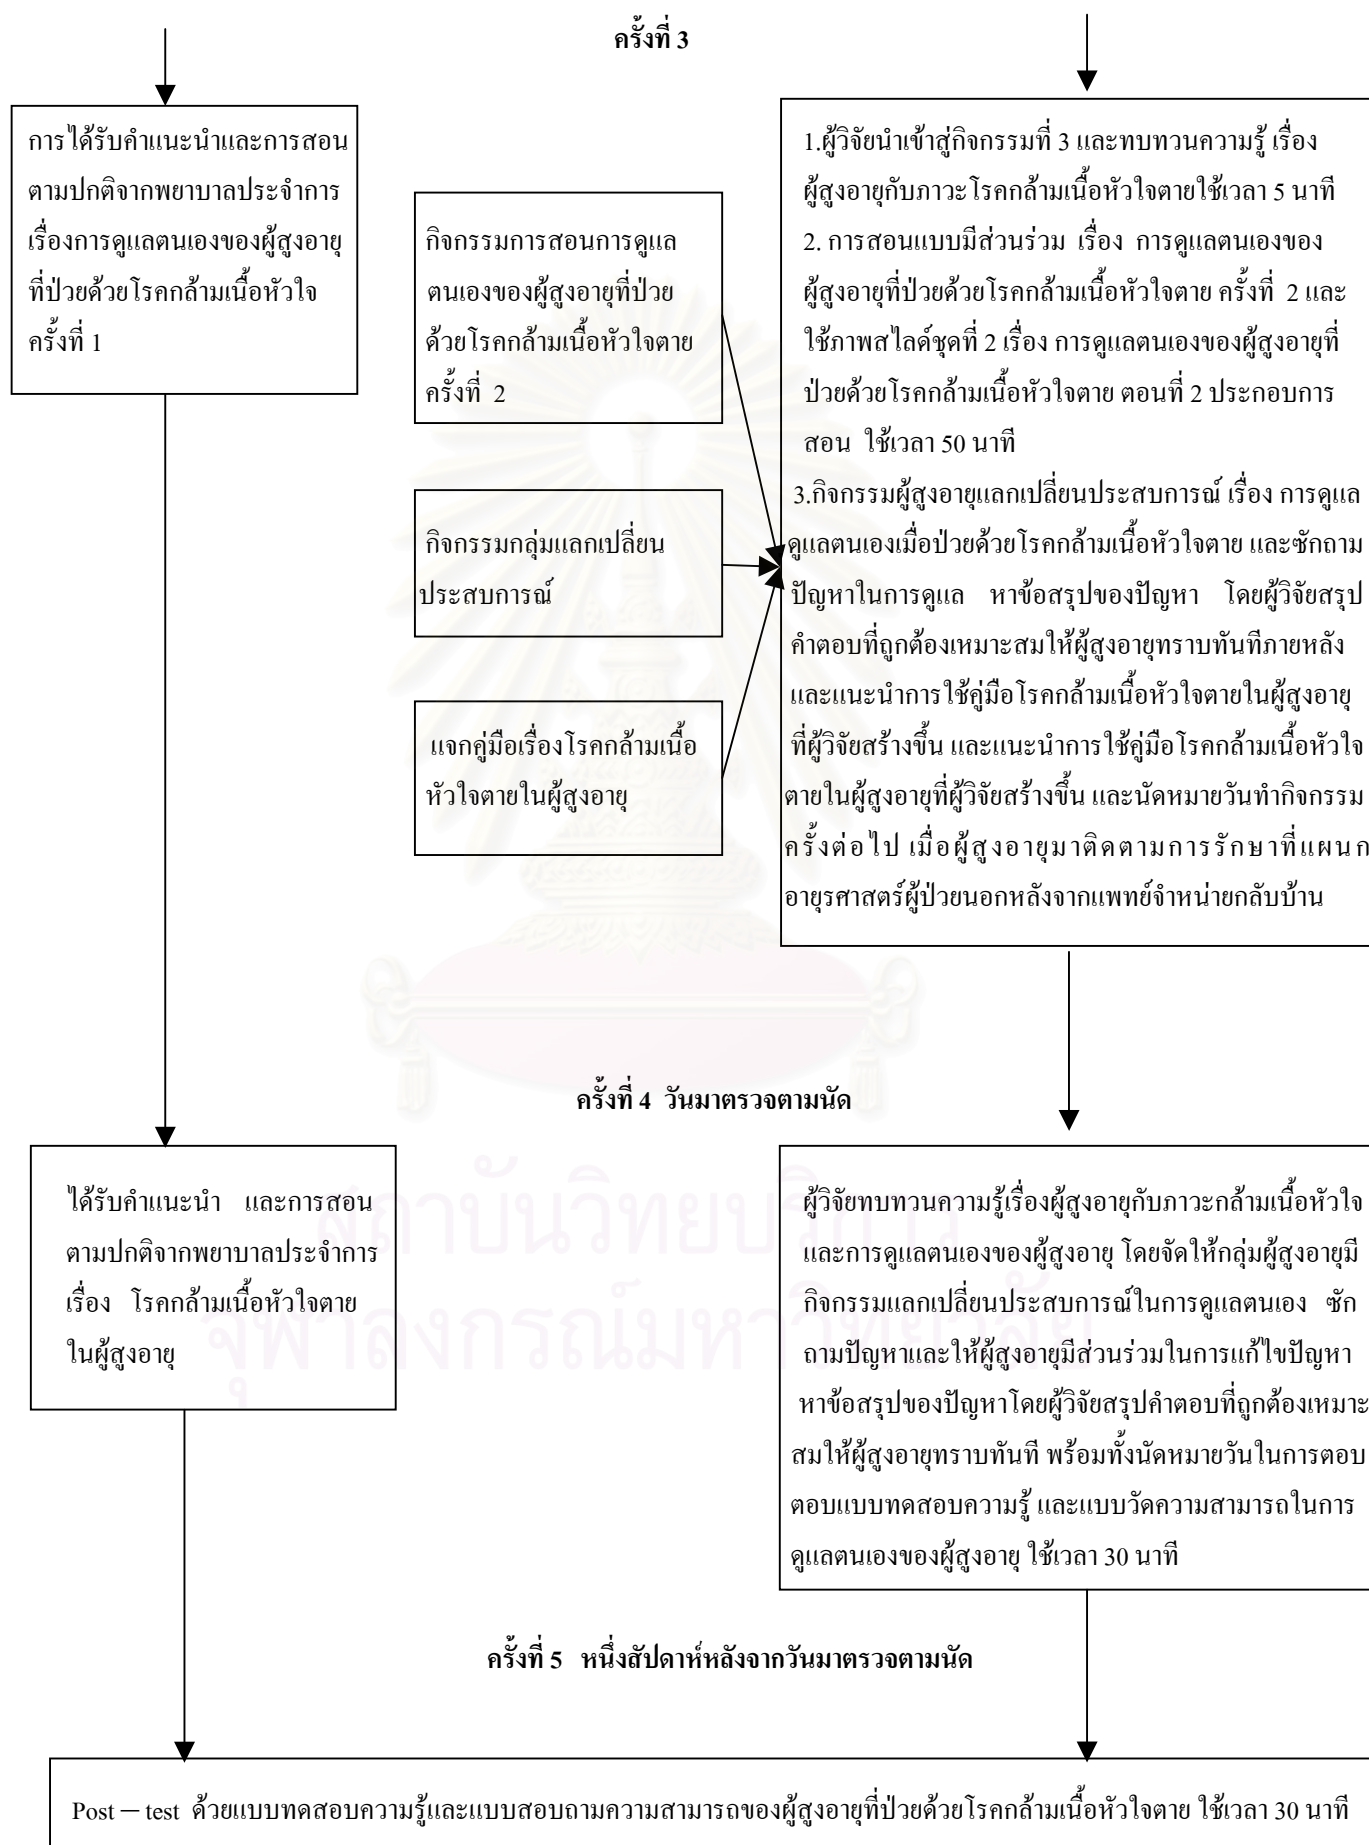 ครั้งที่ 3
การได้รับคำแนะนำและการสอน
ตามปกติจากพยาบาลประจำการ
เรื่องการดูแลตนเองของผู้สูงอายุ
ที่ป่วยด้วยโรคกล้ามเนื้อหัวใจ
ครั้งที่ 1
กิจกรรมการสอนการดูแล
ตนเองของผู้สูงอายุที่ป่วย
ด้วยโรคกล้ามเนื้อหัวใจตาย
ครั้งที่ 2
กิจกรรมกลุ่มแลกเปลี่ยน
ประสบการณ์
แจกคู่มือเรื่องโรคกล้ามเนื้อ
หัวใจตายในผู้สูงอายุ
1.ผู้วิจัยนำเข้าสู่กิจกรรมที่ 3 และทบทวนความรู้ เรื่อง
ผู้สูงอายุกับภาวะโรคกล้ามเนื้อหัวใจตายใช้เวลา 5 นาที
2. การสอนแบบมีส่วนร่วม เรื่อง การดูแลตนเองของ
ผู้สูงอายุที่ป่วยด้วยโรคกล้ามเนื้อหัวใจตาย ครั้งที่ 2 และ
ใช้ภาพสไลด์ชุดที่ 2 เรื่อง การดูแลตนเองของผู้สูงอายุที่
ป่วยด้วยโรคกล้ามเนื้อหัวใจตาย ตอนที่ 2 ประกอบการ
สอน ใช้เวลา 50 นาที
3.กิจกรรมผู้สูงอายุแลกเปลี่ยนประสบการณ์ เรื่อง การดูแล
ดูแลตนเองเมื่อป่วยด้วยโรคกล้ามเนื้อหัวใจตาย และซักถาม
ปัญหาในการดูแล หาข้อสรุปของปัญหา โดยผู้วิจัยสรุป
คำตอบที่ถูกต้องเหมาะสมให้ผู้สูงอายุทราบทันทีภายหลัง
และแนะนำการใช้คู่มือโรคกล้ามเนื้อหัวใจตายในผู้สูงอายุ
ที่ผู้วิจัยสร้างขึ้น และแนะนำการใช้คู่มือโรคกล้ามเนื้อหัวใจ
ตายในผู้สูงอายุที่ผู้วิจัยสร้างขึ้น และนัดหมายวันทำกิจกรรม
ครั้งต่อไป เมื่อผู้สูงอายุมาติดตามการรักษาที่แผนก
อายุรศาสตร์ผู้ป่วยนอกหลังจากแพทย์จำหน่ายกลับบ้าน
ครั้งที่ 4 วันมาตรวจตามนัด
ได้รับคำแนะนำ และการสอน
ตามปกติจากพยาบาลประจำการ
เรื่อง โรคกล้ามเนื้อหัวใจตาย
ในผู้สูงอายุ
ผู้วิจัยทบทวนความรู้เรื่องผู้สูงอายุกับภาวะกล้ามเนื้อหัวใจ
และการดูแลตนเองของผู้สูงอายุ โดยจัดให้กลุ่มผู้สูงอายุมี
กิจกรรมแลกเปลี่ยนประสบการณ์ในการดูแลตนเอง ซัก
ถามปัญหาและให้ผู้สูงอายุมีส่วนร่วมในการแก้ไขปัญหา
หาข้อสรุปของปัญหาโดยผู้วิจัยสรุปคำตอบที่ถูกต้องเหมาะ
สมให้ผู้สูงอายุทราบทันที พร้อมทั้งนัดหมายวันในการตอบ
ตอบแบบทดสอบความรู้ และแบบวัดความสามารถในการ
ดูแลตนเองของผู้สูงอายุ ใช้เวลา 30 นาที
สถาบันวิทยบริการ
จุฬาลงกรณ์มหาวิทยาลัย
ครั้งที่ 5 หนึ่งสัปดาห์หลังจากวันมาตรวจตามนัด
Post – test ด้วยแบบทดสอบความรู้และแบบสอบถามความสามารถของผู้สูงอายุที่ป่วยด้วยโรคกล้ามเนื้อหัวใจตาย ใช้เวลา 30 นาที